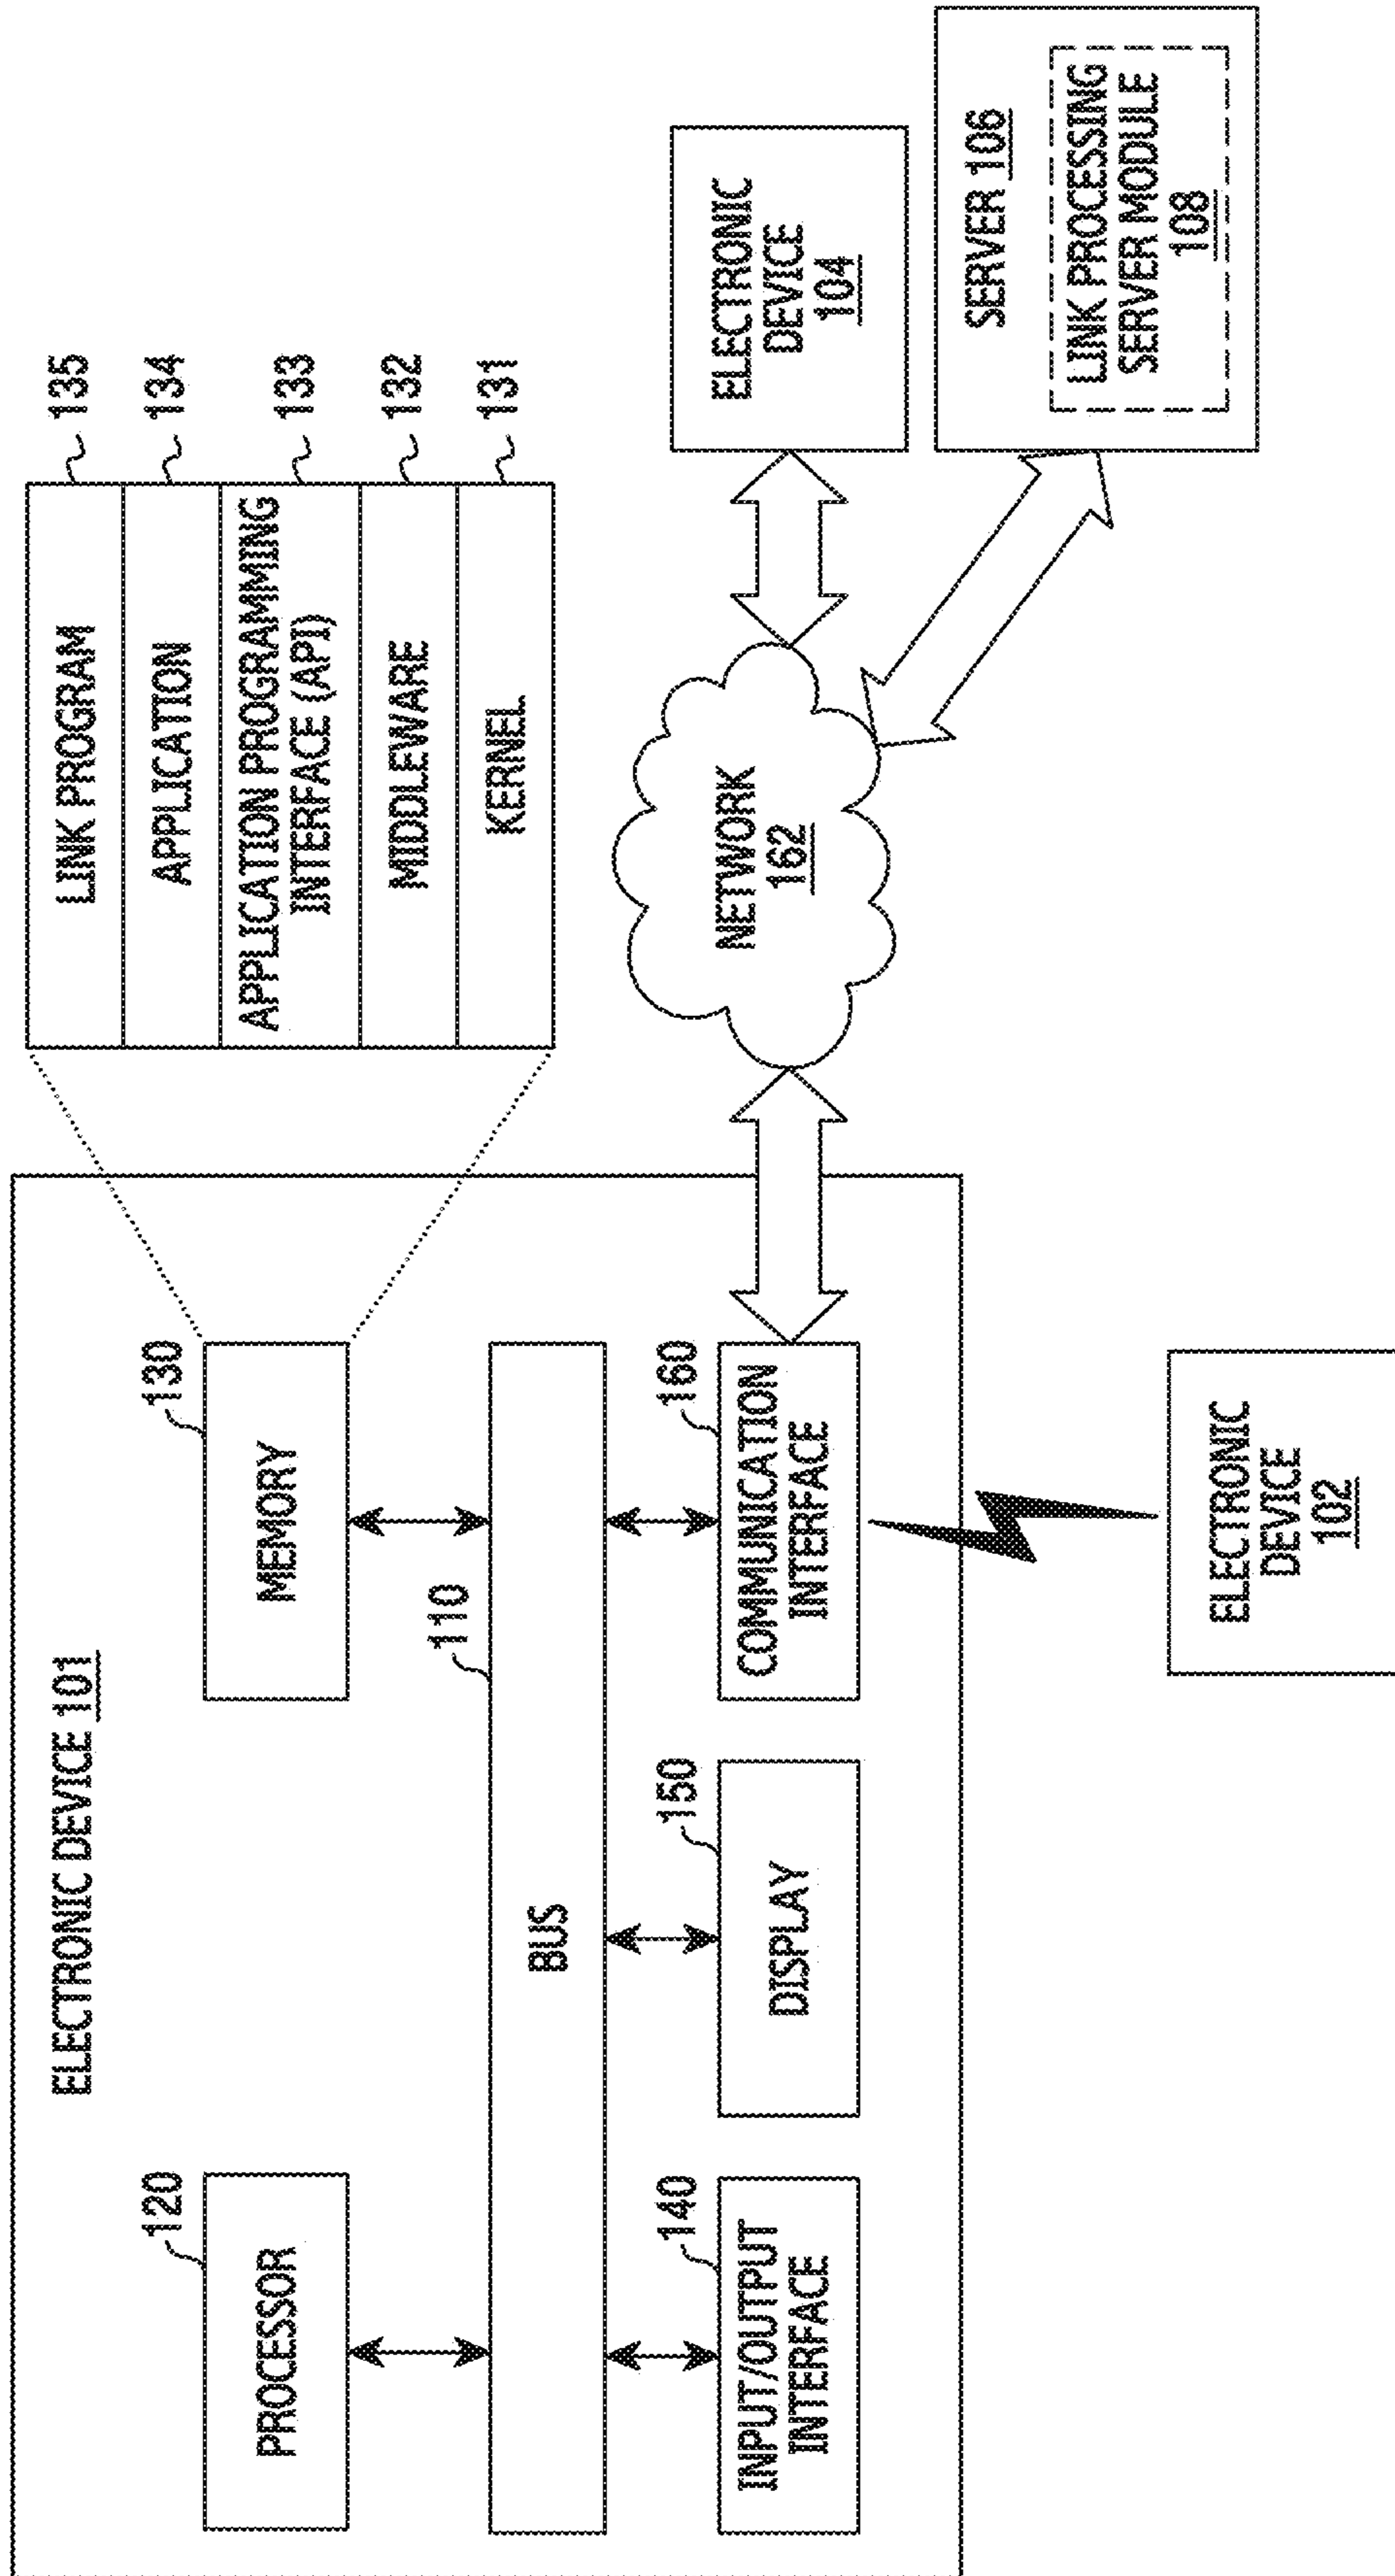 ELECTRONIC DEVICE 101
120
PROCESSOR
130
MEMORY
110
BUS
140
INPUT/OUTPUT
INTERFACE
150
DISPLAY
160
COMMUNICATION
INTERFACE
LINK PROGRAM
135
APPLICATION
134
APPLICATION PROGRAMMING
INTERFACE (API)
133
MIDDLEWARE
132
KERNEL
131
NETWORK
162
ELECTRONIC
DEVICE
104
SERVER 106
LINK PROCESSING
SERVER MODULE
108
ELECTRONIC
DEVICE
102